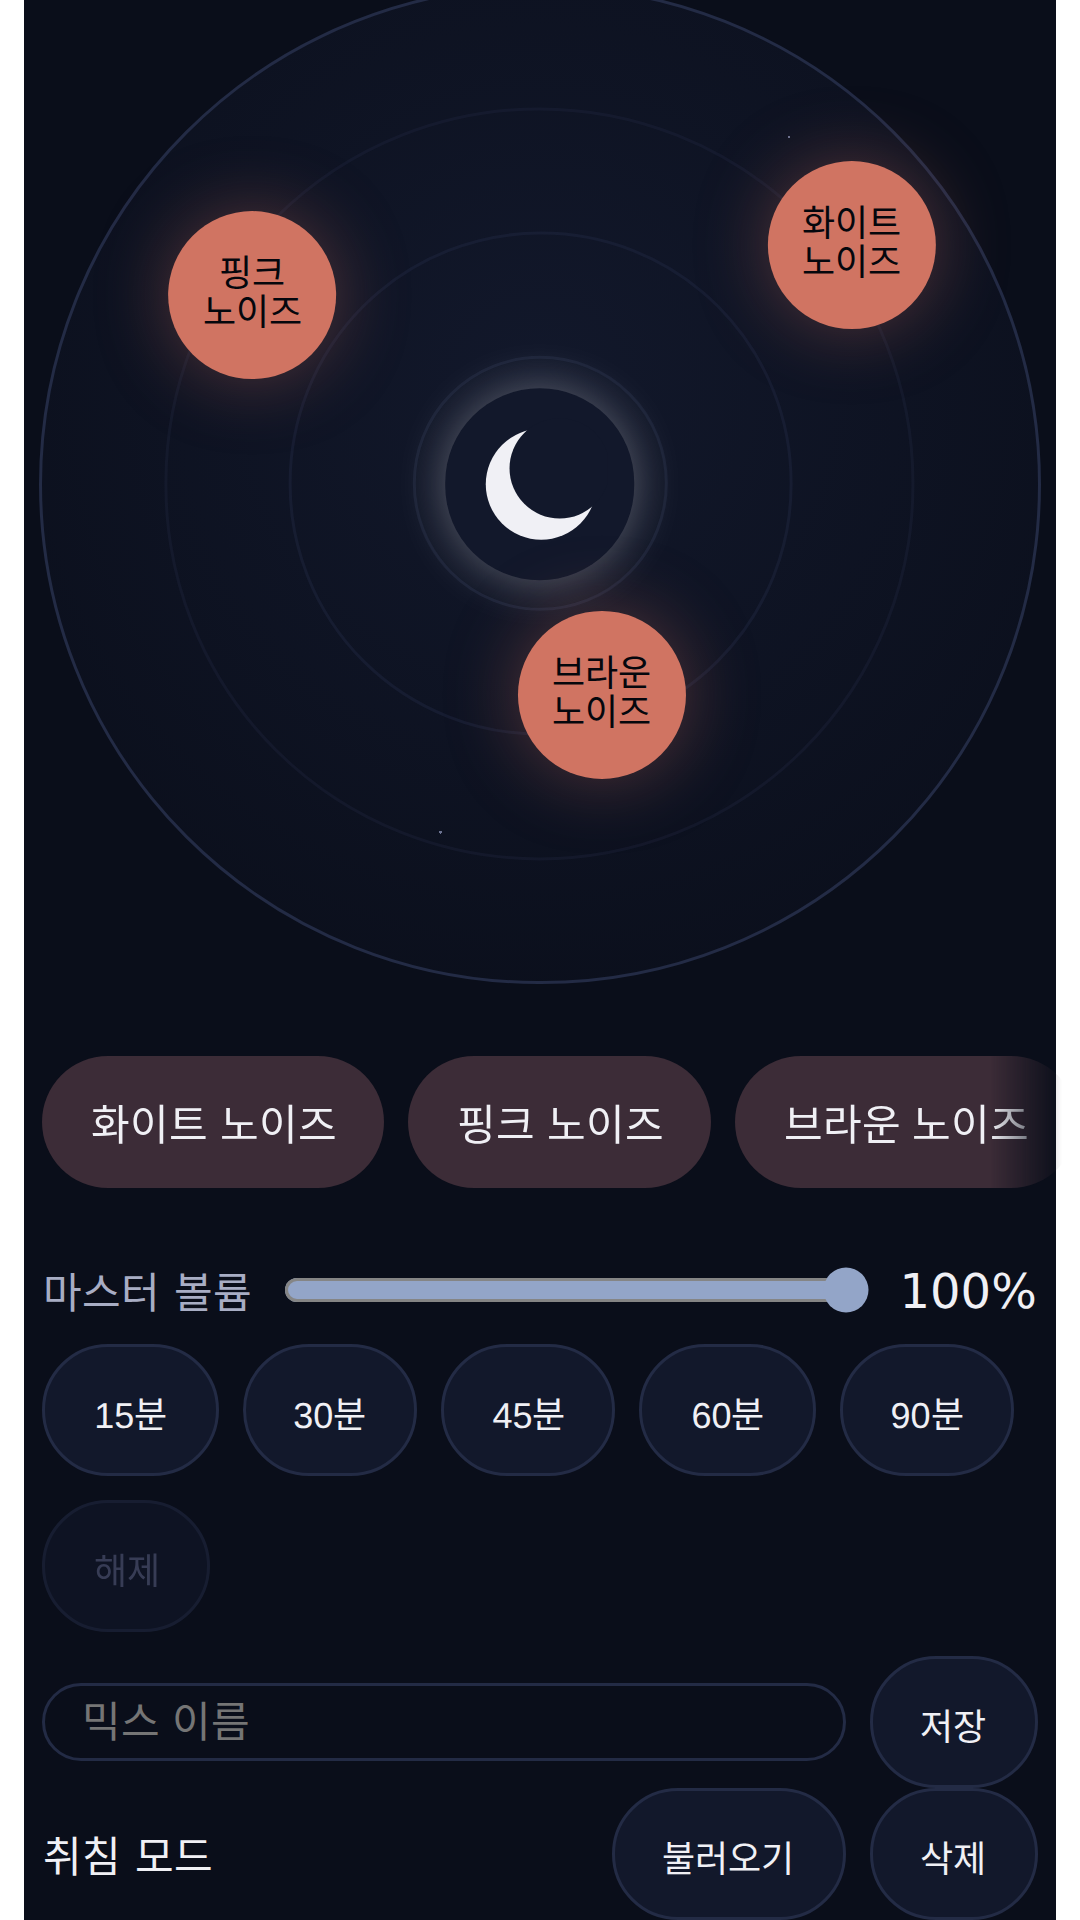 화이트
노이즈
핑크
노이즈
브라운
노이즈
화이트 노이즈
핑크 노이즈
브라운 노이즈
마스터 볼륨
100%
15분
30분
45분
60분
90분
해제
믹스 이름
저장
취침 모드
불러오기
삭제